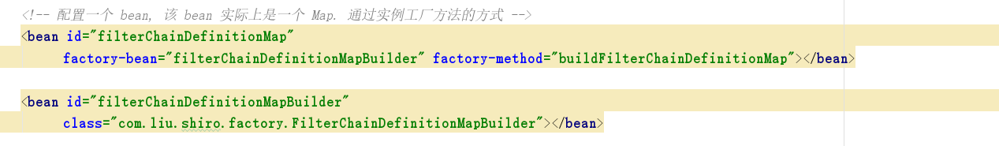 <!-- 配置一个 bean, 该 bean 实际上是一个 Map. 通过实例工厂方法的方式 -->
<bean id="filterChainDefinitionMap"
factory-bean="filterChainDefinitionMapBuilder" factory-method="buildFilterChainDefinitionMap"></bean>
<bean id="filterChainDefinitionMapBuilder"
class="com.liu.shiro.factory.FilterChainDefinitionMapBuilder"></bean>